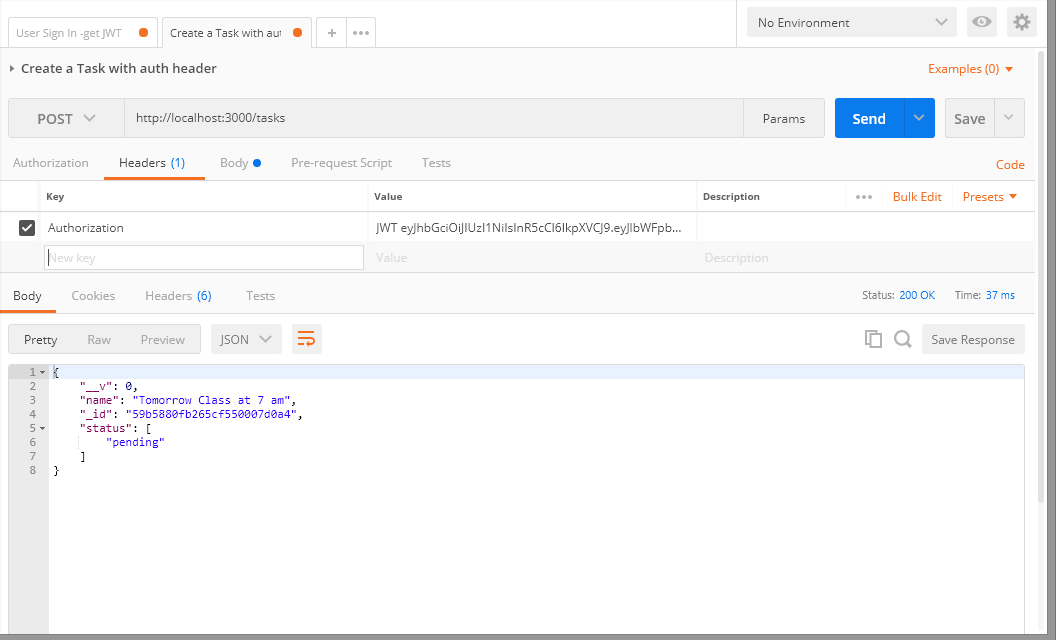 User Sign In -get JWT
Create a Task with aut
+
No Environment
Create a Task with auth header
Examples (0)
POST
http://localhost:3000/tasks
Params
Send
Save
Authorization
Headers (1)
Body
Pre-request Script
Tests
Code
Key
Value
Description
Bulk Edit
Presets
Authorization
JWT eyJhbGciOiJIUzI1NiIsInR5cCI6IkpXVCJ9.eyJlbWFpb...
New key
Value
Description
Body
Cookies
Headers (6)
Tests
Status: 200 OK
Time: 37 ms
Pretty
Raw
Preview
JSON
Save Response
1 {
2 "__v": 0,
3 "name": "Tomorrow Class at 7 am",
4 "_id": "59b5880fb265cf550007d0a4",
5 "status": [
6 "pending"
7 ]
8 }